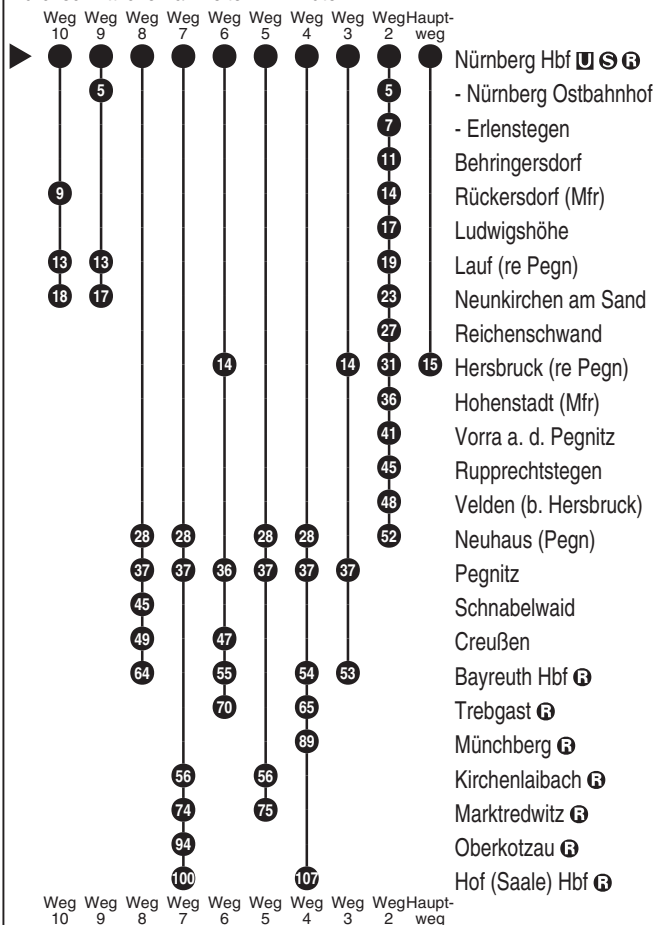 Weg Weg Weg Weg Weg Weg Weg Weg Weg Haupt-
10 9 8 7 6 5 4 3 2 weg
Nürnberg Hbf U S R
5 5 - Nürnberg Ostbahnhof
7 - Erlenstegen
11 Behringersdorf
9 14 Rückersdorf (Mfr)
17 Ludwigshöhe
13 13 19 Lauf (re Pegn)
18 17 23 Neunkirchen am Sand
27 Reichenschwand
14 14 31 15 Hersbruck (re Pegn)
36 Hohenstadt (Mfr)
41 Vorra a. d. Pegnitz
45 Rupprechtstegen
48 Velden (b. Hersbruck)
28 28 28 28 52 Neuhaus (Pegn)
37 37 36 37 37 37 Pegnitz
45 Schnabelwaid
49 47 Creußen
64 55 54 53 Bayreuth Hbf R
70 65 Trebgast R
89 Münchberg R
56 56 Kirchenlaibach R
74 75 Marktredwitz R
94 Oberkotzau R
100 107 Hof (Saale) Hbf R
Weg Weg Weg Weg Weg Weg Weg Weg Weg Haupt-
10 9 8 7 6 5 4 3 2 weg